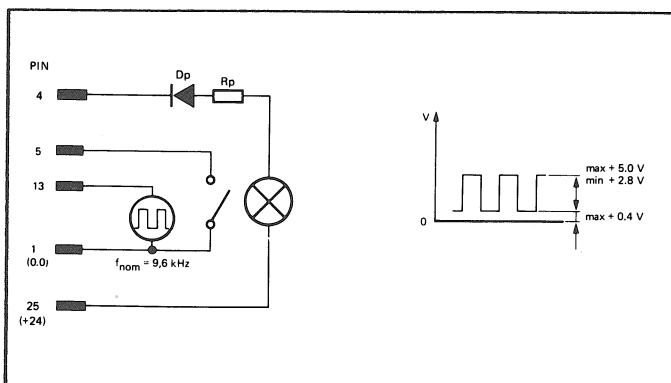 PIN
4
Dp
Rp
5
13
1
(0.0)
fnom = 9,6 kHz
25
(+24)
V
0
max + 5.0 V
min + 2.8 V
max + 0.4 V